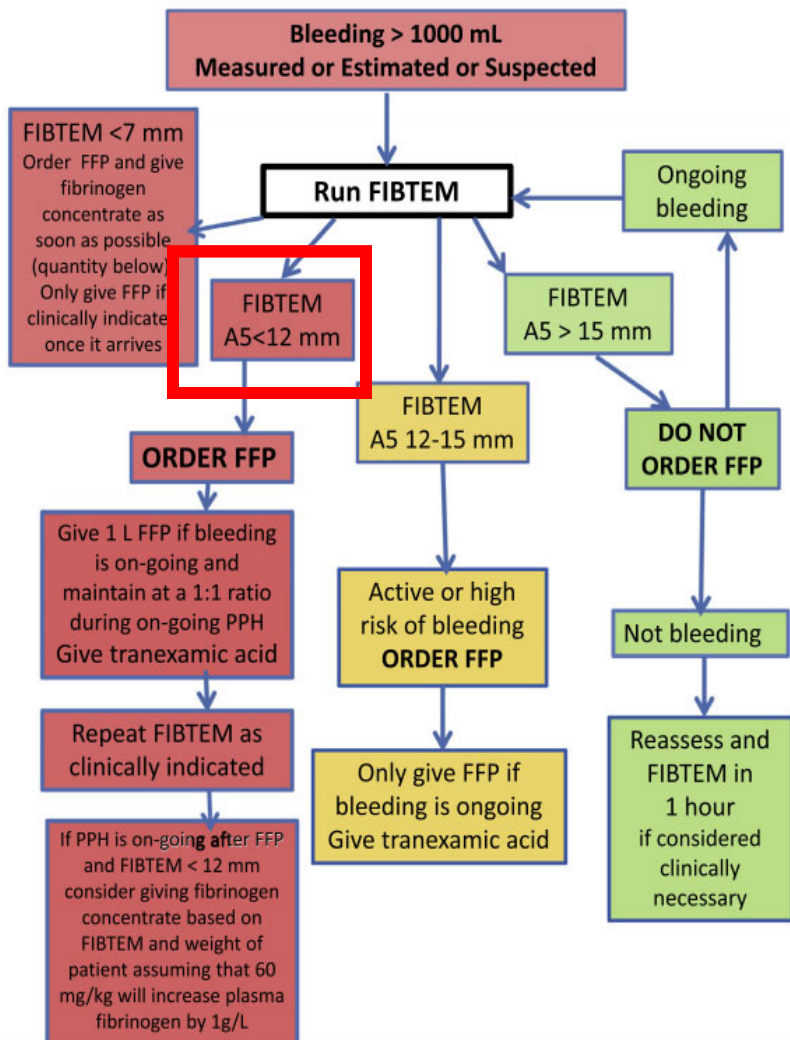 Bleeding > 1000 mL
Measured or Estimated or Suspected
FIBTEM <7 mm
Order FFP and give
fibrinogen
concentrate as
soon as possible
(quantity below)
Only give FFP if
clinically indicate
once it arrives
Run FIBTEM
Ongoing
bleeding
FIBTEM
A5<12 mm
FIBTEM
A5 > 15 mm
FIBTEM
A5 12-15 mm
ORDER FFP
DO NOT
ORDER FFP
Give 1 L FFP if bleeding
is on-going and
maintain at a 1:1 ratio
during on-going PPH
Give tranexamic acid
Active or high
risk of bleeding
ORDER FFP
Not bleeding
Repeat FIBTEM as
clinically indicated
Only give FFP if
bleeding is ongoing
Give tranexamic acid
Reassess and
FIBTEM in
1 hour
if considered
clinically
necessary
If PPH is on-going after FFP
and FIBTEM < 12 mm
consider giving fibrinogen
concentrate based on
FIBTEM and weight of
patient assuming that 60
mg/kg will increase plasma
fibrinogen by 1g/L